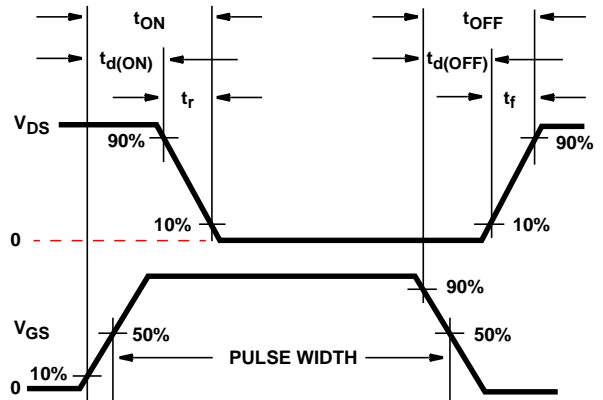 tON tOFF
td(ON) td(OFF)
tr tf
VDS
90% 90%
10% 10%
0
90%
VGS 50% 50%
PULSE WIDTH
10%
0